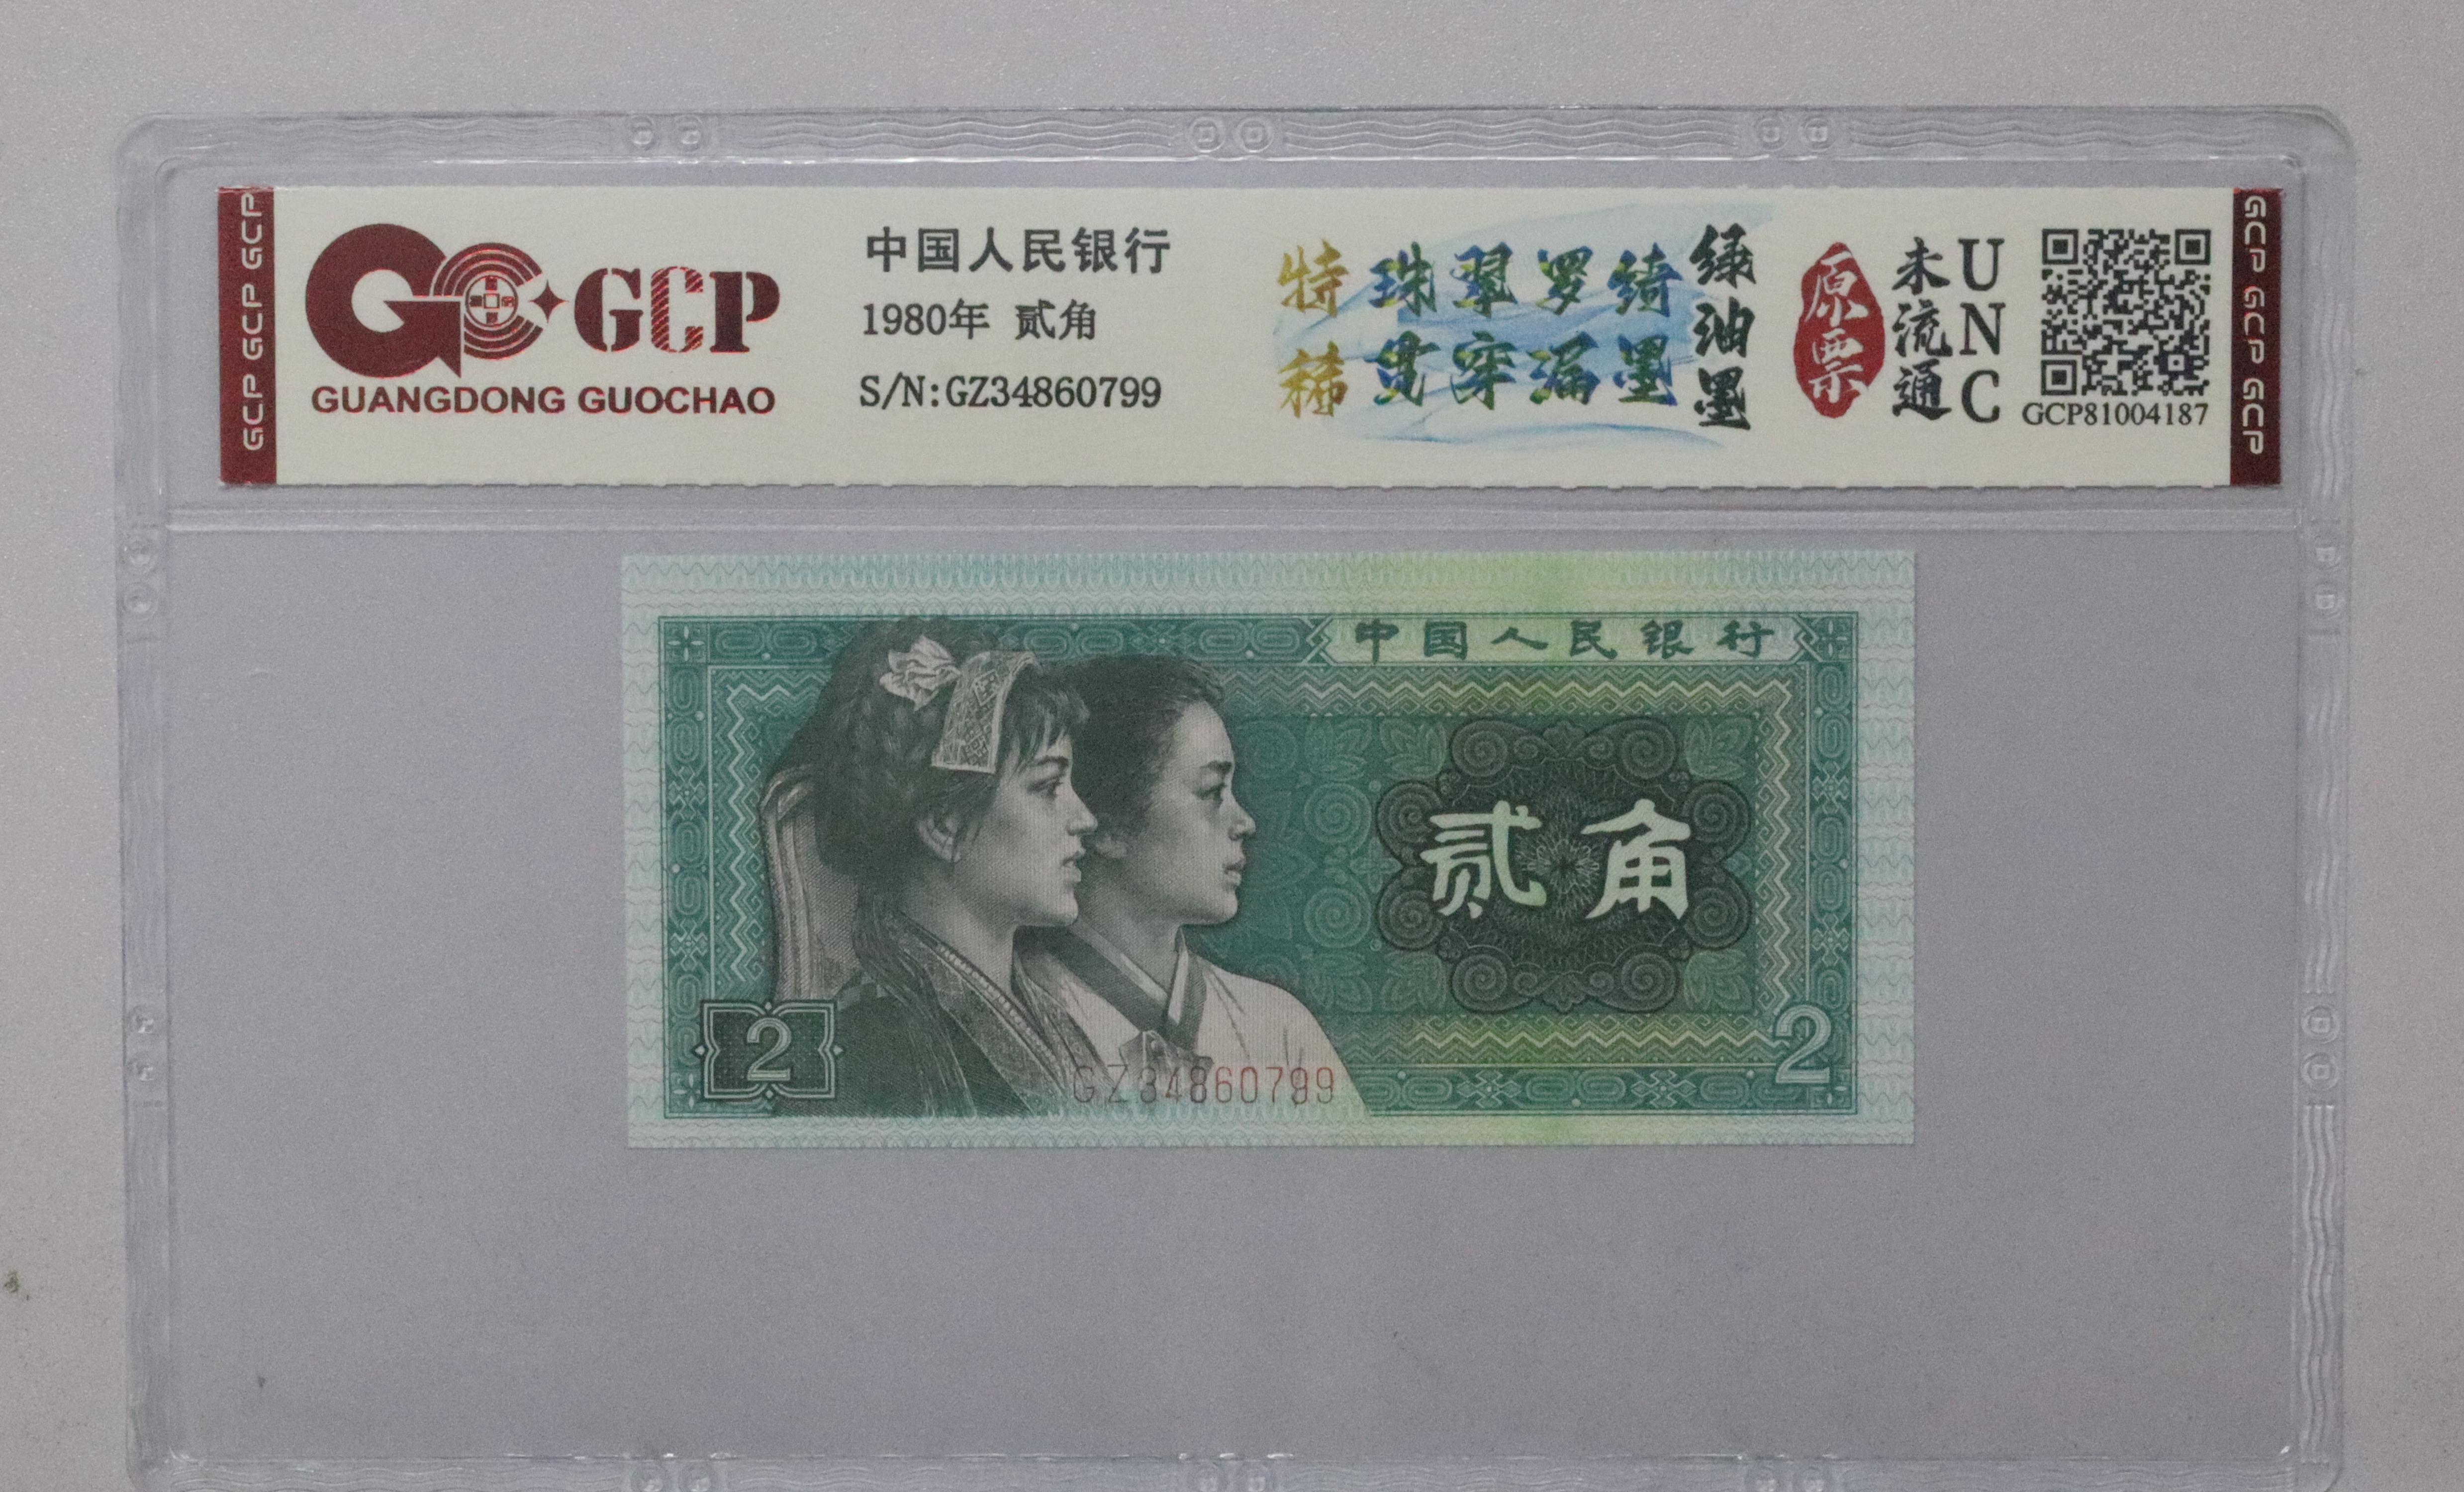 GCP GCP GCP
GCP
GUANGDONG GUOCHAO
中国人民银行
1980年 贰角
S/N:GZ34860799
特稀
珠翠罗绮
贯穿漏墨
绿油墨
原票
未流通
UNC
GCP81004187
GCP GCP GCP
中国人民银行
贰角
2
2
GZ34860799